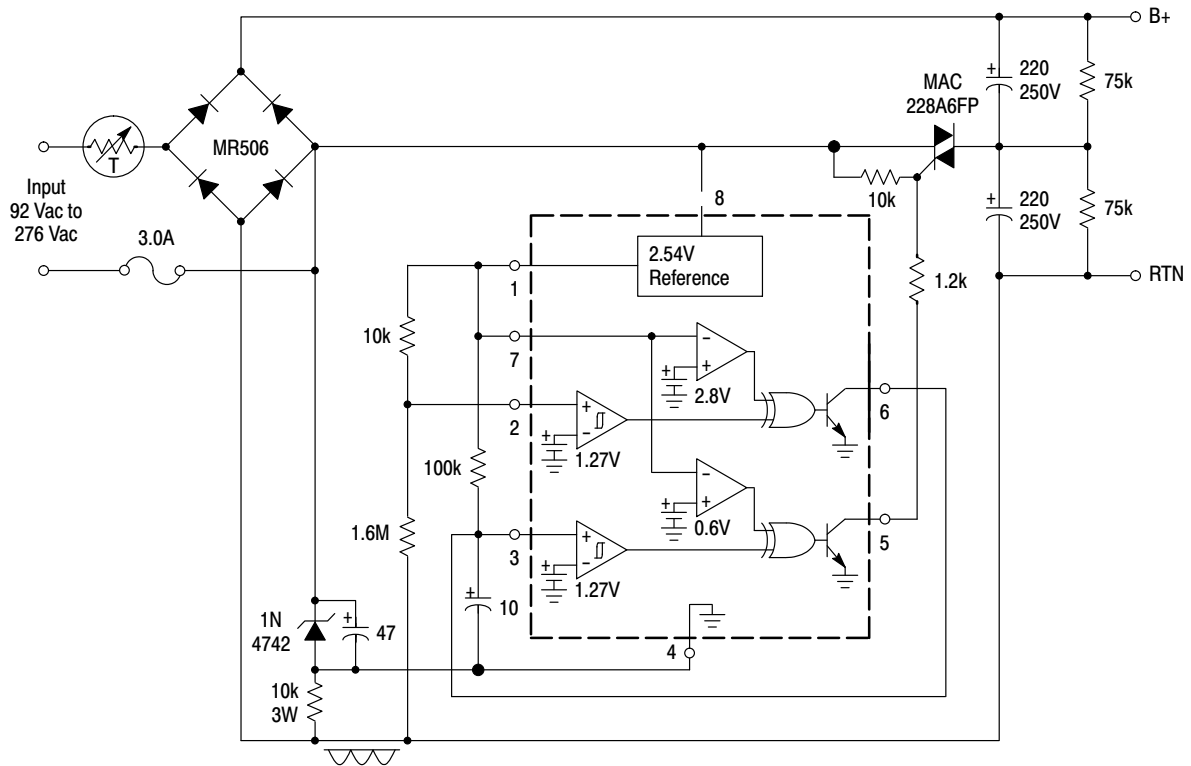 B+
220
250V
75k
MAC
228A6FP
MR506
T
Input
92 Vac to
276 Vac
3.0A
10k
8
220
250V
75k
2.54V
Reference
1
1.2k
RTN
10k
7
-
+
+
2.8V
6
2
+
-
+
1.27V
100k
-
+
+
0.6V
5
1.6M
3
+
-
+
1.27V
+
+
+
10
1N
4742
+
47
4
10k
3W